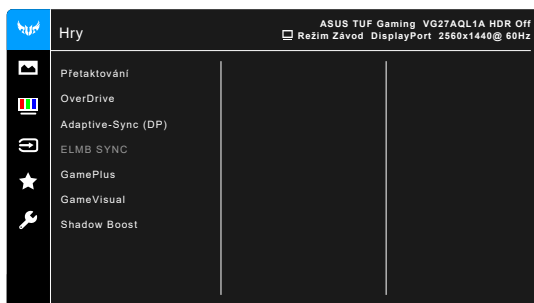 Hry
ASUS TUF Gaming VG27AQL1A HDR Off
Režim Závod DisplayPort 2560x1440@ 60Hz
Přetaktování
OverDrive
Adaptive-Sync (DP)
ELMB SYNC
GamePlus
GameVisual
Shadow Boost